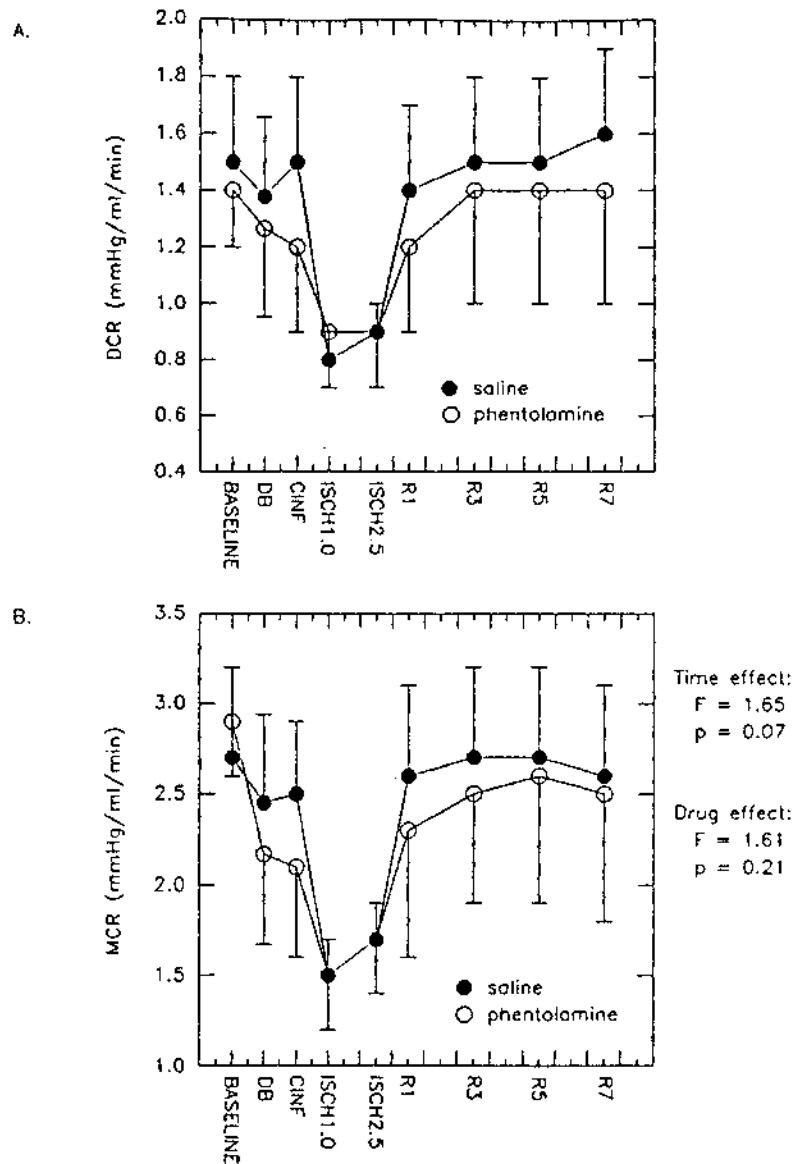 A.
2.0
1.8
1.6
1.4
1.2
1.0
0.8
0.6
0.4
DCR (mmHg/ml/min)
saline
phentolamine
BASELINE
DB
CINF
ISCH1.0
ISCH2.5
R1
R3
R5
R7
B.
3.5
3.0
2.5
2.0
1.5
1.0
MCR (mmHg/ml/min)
saline
phentolamine
BASELINE
DB
CINF
ISCH1.0
ISCH2.5
R1
R3
R5
R7
Time effect:
F = 1.65
p = 0.07
Drug effect:
F = 1.61
p = 0.21